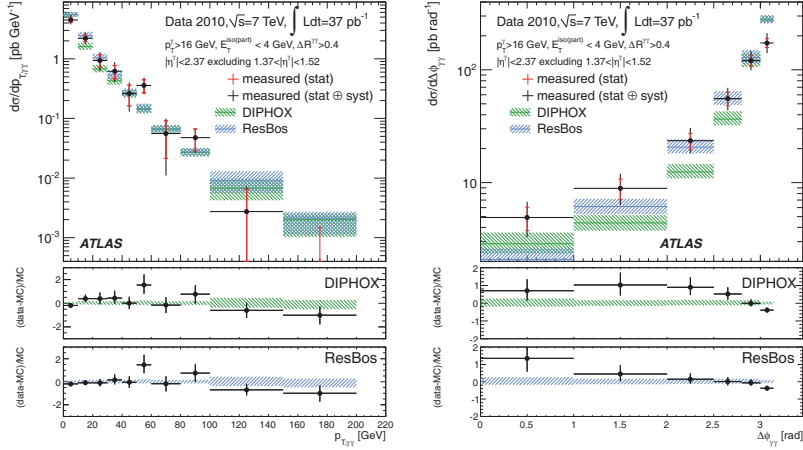 Data 2010, √s=7 TeV, ∫ Ldt=37 pb⁻¹
p_T^γ>16 GeV, E_T^iso(part) < 4 GeV, ΔR^γγ>0.4
|η^γ|<2.37 excluding 1.37<|η^γ|<1.52
measured (stat)
measured (stat ⊕ syst)
DIPHOX
ResBos
dσ/dp_T,γγ [pb GeV⁻¹]
1
10⁻¹
10⁻²
10⁻³
ATLAS
DIPHOX
(data-MC)/MC
2
0
-2
ResBos
(data-MC)/MC
2
0
-2
0 20 40 60 80 100 120 140 160 180 200 220
p_T,γγ [GeV]
Data 2010, √s=7 TeV, ∫ Ldt=37 pb⁻¹
p_T^γ>16 GeV, E_T^iso(part) < 4 GeV, ΔR^γγ>0.4
|η^γ|<2.37 excluding 1.37<|η^γ|<1.52
measured (stat)
measured (stat ⊕ syst)
DIPHOX
ResBos
dσ/dΔϕ_γγ [pb rad⁻¹]
10²
10
ATLAS
DIPHOX
(data-MC)/MC
2
1
0
-1
-2
ResBos
(data-MC)/MC
2
1
0
-1
-2
0 0.5 1 1.5 2 2.5 3
Δϕ_γγ [rad]